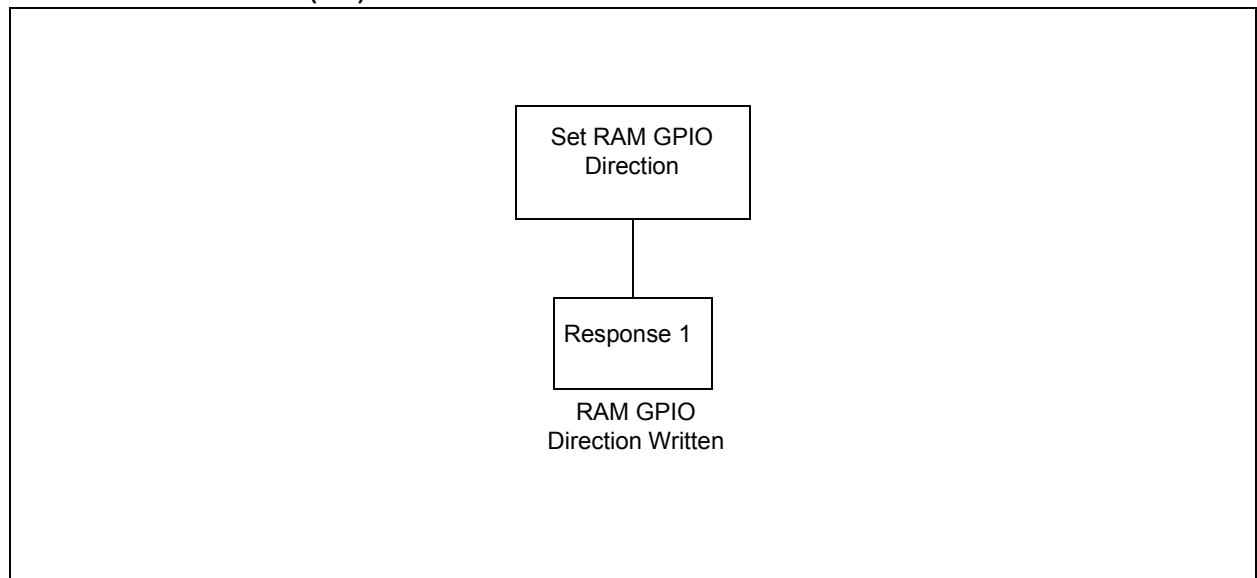 Set RAM GPIO
Direction
Response 1
RAM GPIO
Direction Written